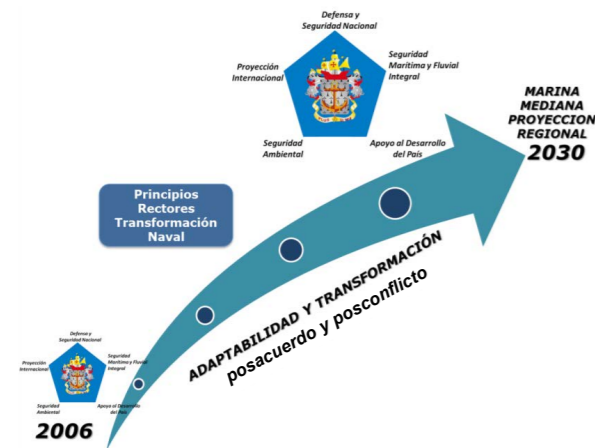 Defensa y
Seguridad Nacional
Proyección
Internacional
Seguridad
Marítima y Fluvial
Integral
Seguridad
Ambiental
Apoyo al Desarrollo
del País
MARINA
MEDIANA
PROYECCION
REGIONAL
2030
Principios
Rectores
Transformación
Naval
ADAPTABILIDAD Y TRANSFORMACIÓN
posacuerdo y posconflicto
Defensa y
Seguridad Nacional
Proyección
Internacional
Seguridad
Marítima y Fluvial
Integral
Seguridad
Ambiental
Apoyo al Desarrollo
del País
2006